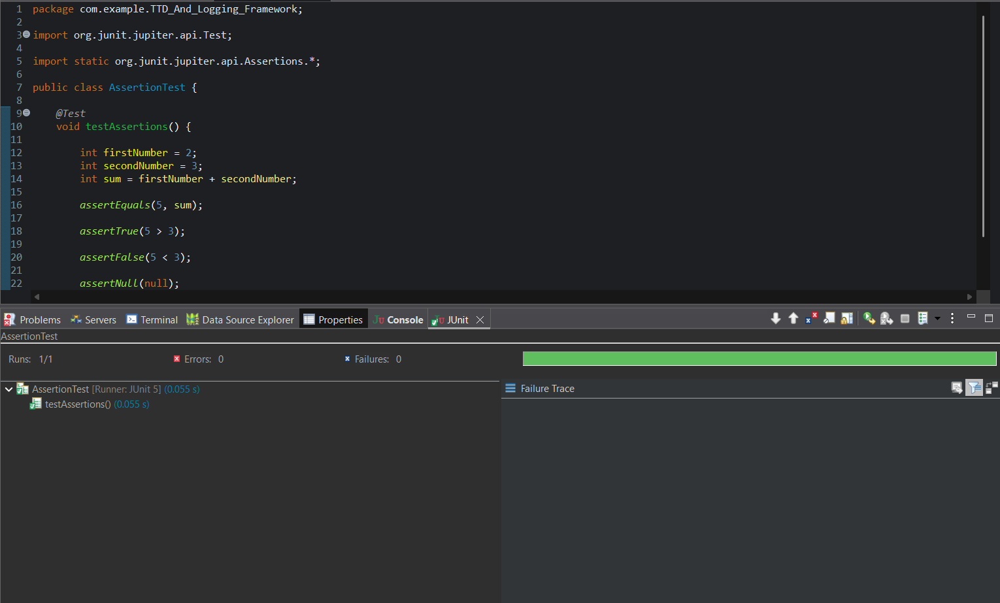 1 package com.example.TTD_And_Logging_Framework;
2
3 import org.junit.jupiter.api.Test;
4
5 import static org.junit.jupiter.api.Assertions.*;
6
7 public class AssertionTest {
8
9     @Test
10     void testAssertions() {
11
12         int firstNumber = 2;
13         int secondNumber = 3;
14         int sum = firstNumber + secondNumber;
15
16         assertEquals(5, sum);
17
18         assertTrue(5 > 3);
19
20         assertFalse(5 < 3);
21
22         assertNull(null);
Problems Servers Terminal Data Source Explorer Properties Console JUnit
AssertionTest
Runs: 1/1 Errors: 0 Failures: 0
AssertionTest [Runner: JUnit 5] (0.055 s)
testAssertions() (0.055 s)
Failure Trace